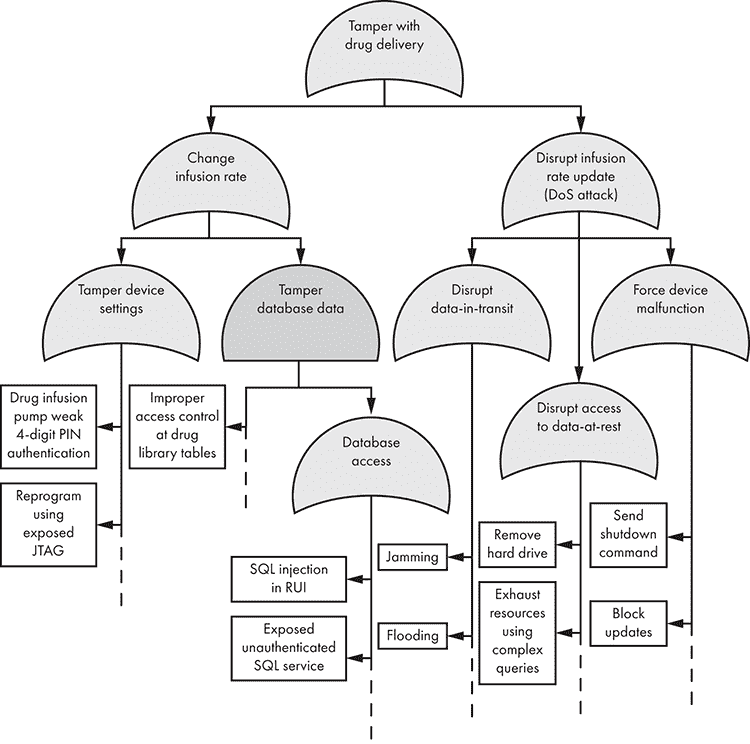 Tamper with
drug delivery
Change
infusion rate
Disrupt infusion
rate update
(DoS attack)
Tamper device
settings
Tamper
database data
Disrupt
data-in-transit
Force device
malfunction
Drug infusion
pump weak
4-digit PIN
authentication
Improper
access control
at drug
library tables
Database
access
Disrupt access
to data-at-rest
Reprogram
using
exposed
JTAG
SQL injection
in RUI
Jamming
Remove
hard drive
Send
shutdown
command
Exposed
unauthenticated
SQL service
Flooding
Exhaust
resources
using
complex
queries
Block
updates